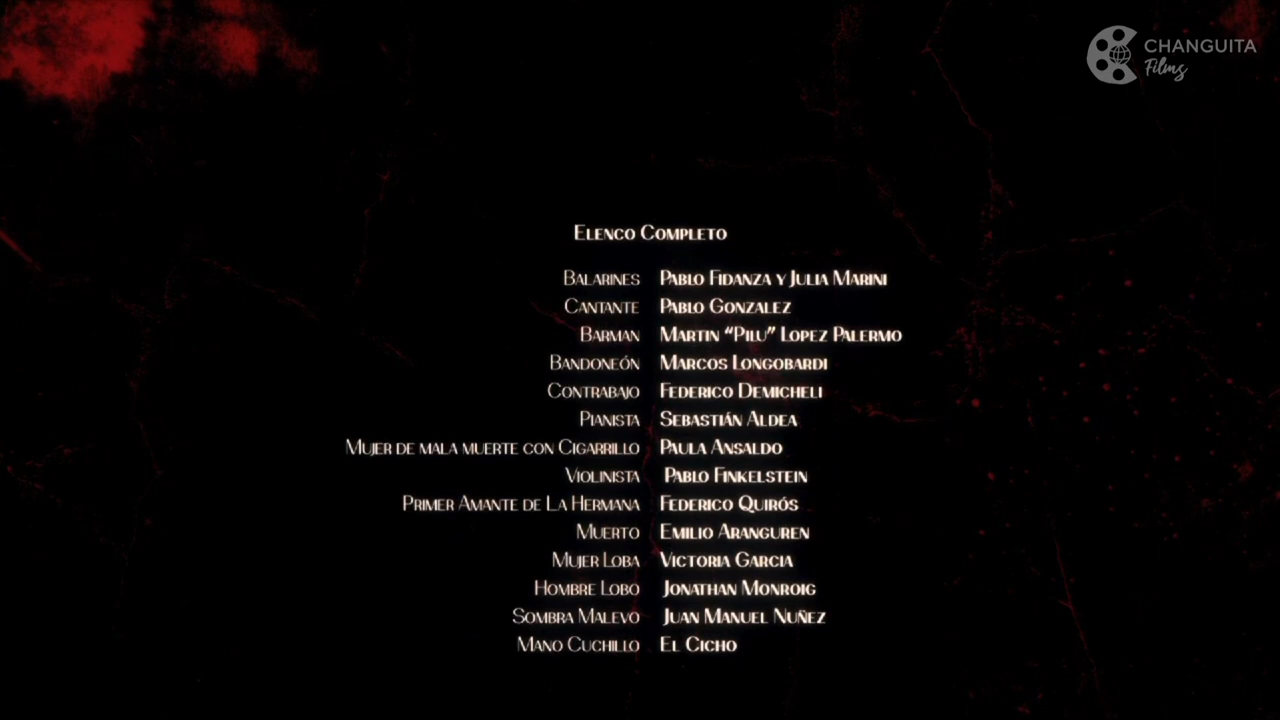 CHANGUITA
Films
Elenco Completo
Balarines Pablo Fidanza y Julia Marini
Cantante Pablo Gonzalez
Barman Martin “Pilu” Lopez Palermo
Bandoneón Marcos Longobardi
Contrabajo Federico Demicheli
Pianista Sebastián Aldea
Mujer de mala muerte con Cigarrillo Paula Ansaldo
Violinista Pablo Finkelstein
Primer Amante de La Hermana Federico Quirós
Muerto Emilio Aranguren
Mujer Loba Victoria Garcia
Hombre Lobo Jonathan Monroig
Sombra Malevo Juan Manuel Nuñez
Mano Cuchillo El Cicho